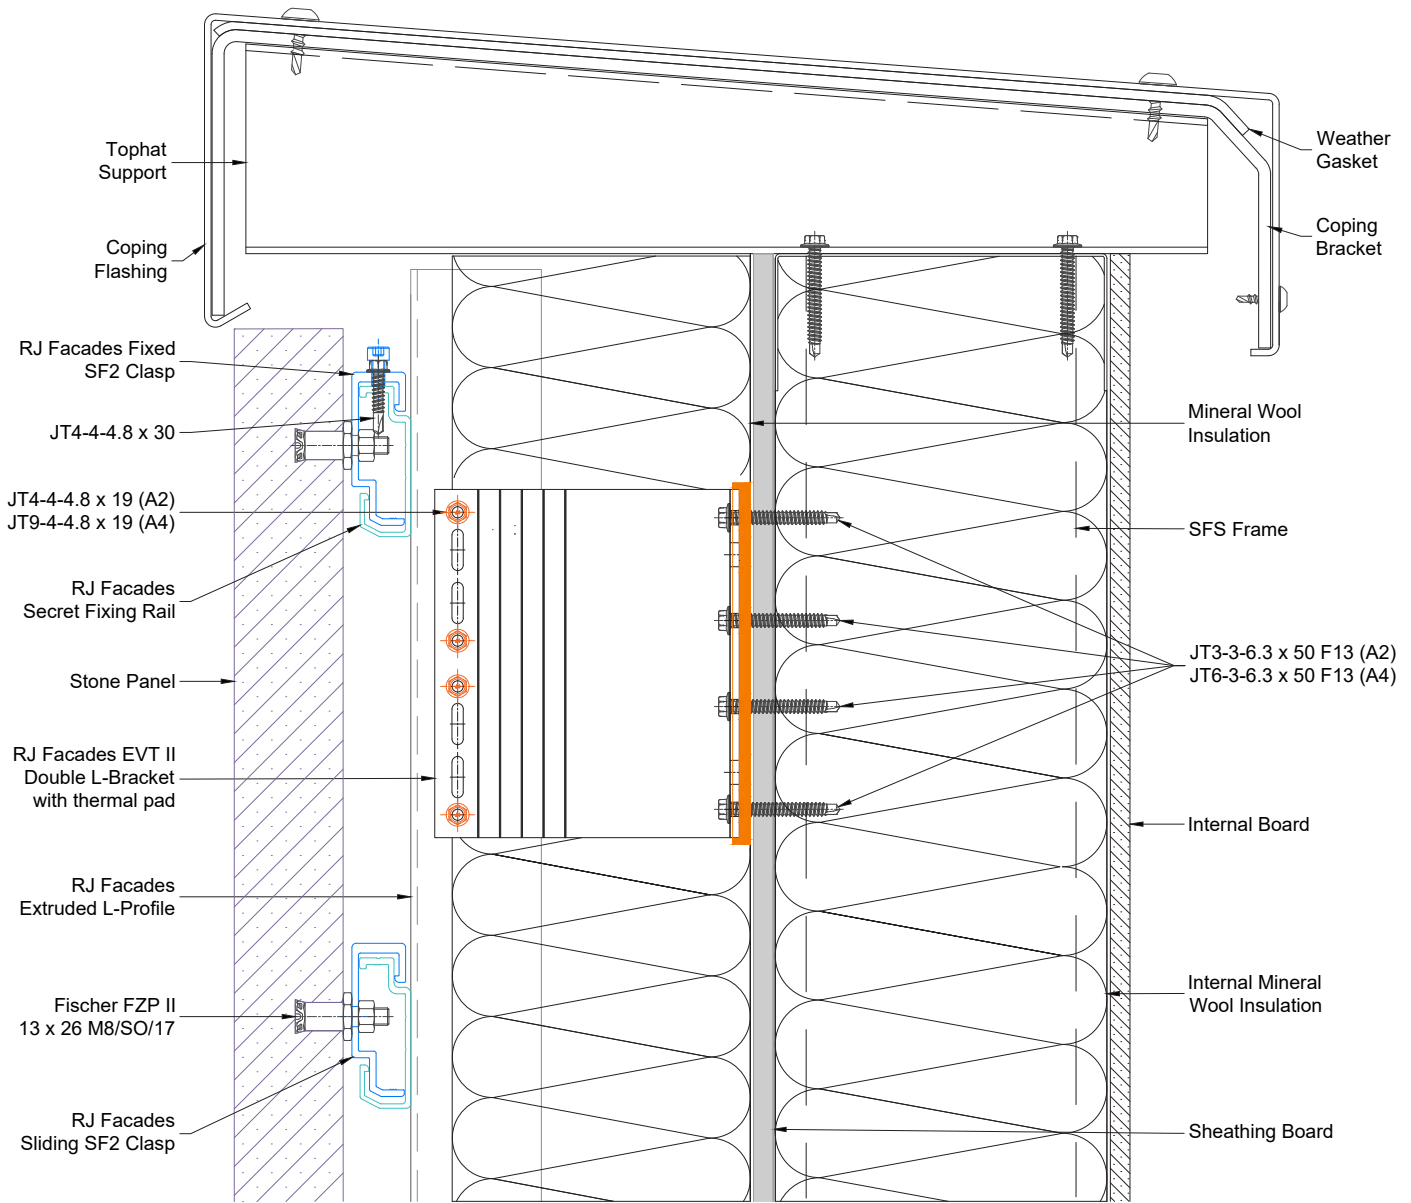 Tophat
Support
Coping
Flashing
RJ Facades Fixed
SF2 Clasp
JT4-4-4.8 x 30
JT4-4-4.8 x 19 (A2)
JT9-4-4.8 x 19 (A4)
RJ Facades
Secret Fixing Rail
Stone Panel
RJ Facades EVT II
Double L-Bracket
with thermal pad
RJ Facades
Extruded L-Profile
Fischer FZP II
13 x 26 M8/SO/17
RJ Facades
Sliding SF2 Clasp
Weather
Gasket
Coping
Bracket
Mineral Wool
Insulation
SFS Frame
JT3-3-6.3 x 50 F13 (A2)
JT6-3-6.3 x 50 F13 (A4)
Internal Board
Internal Mineral
Wool Insulation
Sheathing Board